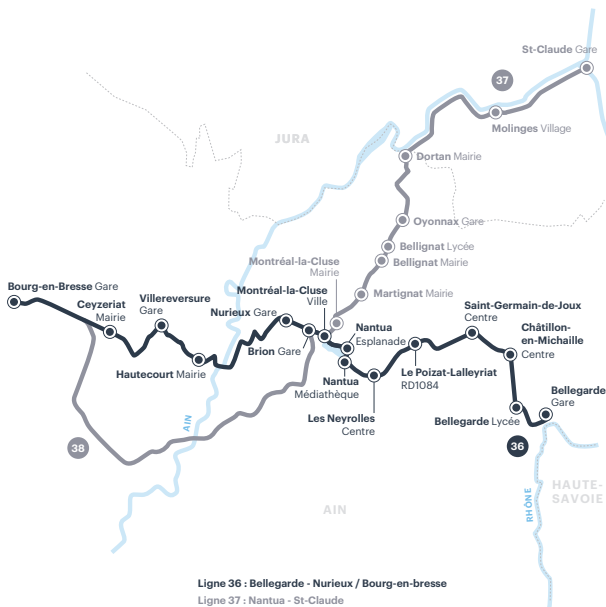 St-Claude Gare
37
Molinges Village
JURA
Dortan Mairie
Oyonnax Gare
Bellignat Lycée
Bellignat Mairie
Montréal-la-Cluse
Mairie
Martignat Mairie
Bourg-en-Bresse Gare
Ceyzeriat
Mairie
Villereversure
Gare
Montréal-la-Cluse
Ville
Nurieux Gare
Saint-Germain-de-Joux
Centre
Châtillon-
en-Michaille
Centre
Nantua
Esplanade
Brion Gare
Hautecourt Mairie
Nantua
Médiathèque
Le Poizat-Lalleyriat
RD1084
Les Neyrolles
Centre
Bellegarde
Gare
Bellegarde Lycée
36
38
AIN
AIN
RHÔNE
HAUTE-
SAVOIE
Ligne 36 : Bellegarde - Nurieux / Bourg-en-bresse
Ligne 37 : Nantua - St-Claude